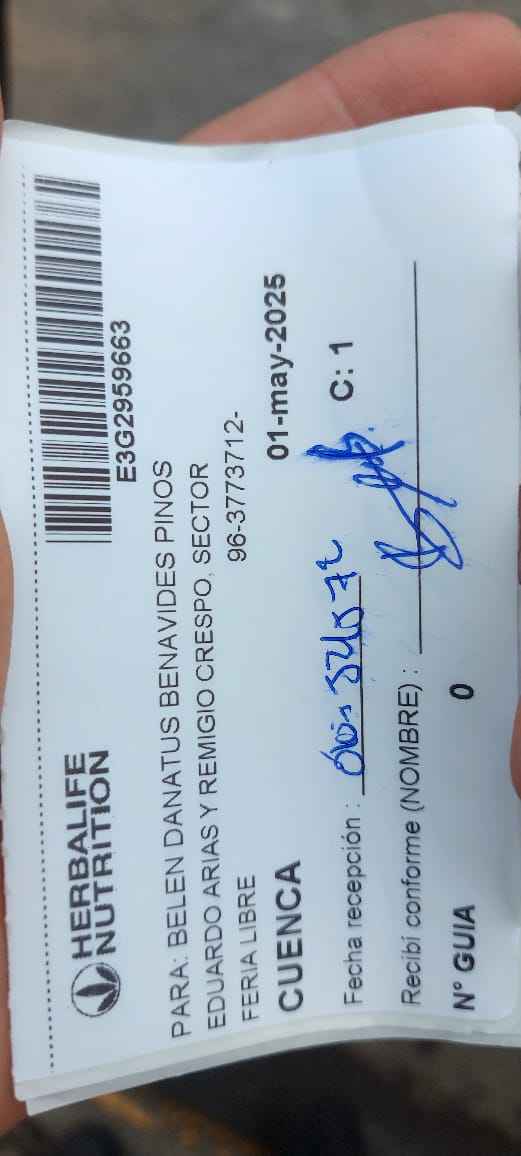 HERBALIFE
NUTRITION
E3G2959663
PARA: BELEN DANATUS BENAVIDES PINOS
EDUARDO ARIAS Y REMIGIO CRESPO, SECTOR
FERIA LIBRE 96-3773712-
CUENCA 01-may-2025
Fecha recepción : C: 1
Recibí conforme (NOMBRE) :
N° GUIA 0